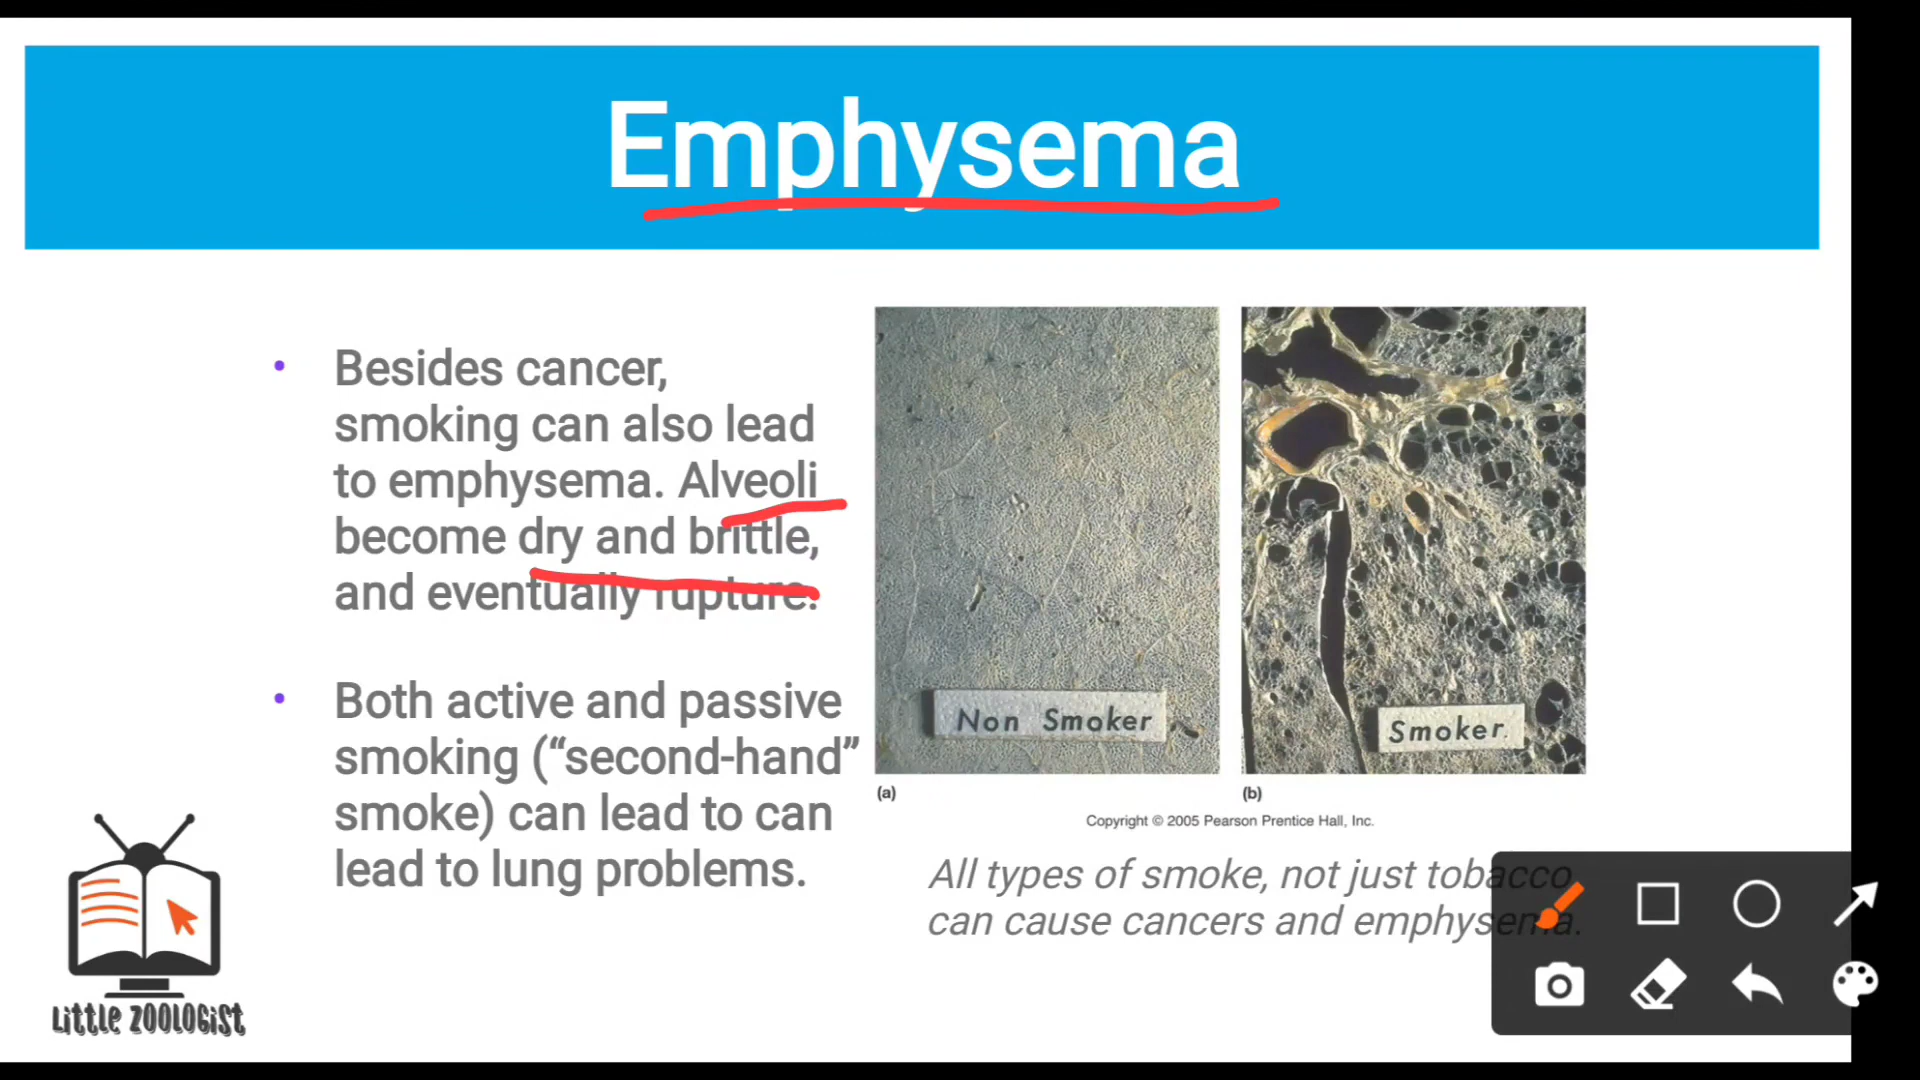 Emphysema
Besides cancer,
smoking can also lead
to emphysema. Alveoli
become dry and brittle,
and eventually rupture.
Both active and passive
smoking (“second-hand”
smoke) can lead to can
lead to lung problems.
Non Smoker
Smoker.
(a)
(b)
Copyright © 2005 Pearson Prentice Hall, Inc.
All types of smoke, not just tobacco
can cause cancers and emphysema.
LittLE ZOOLOGiSt